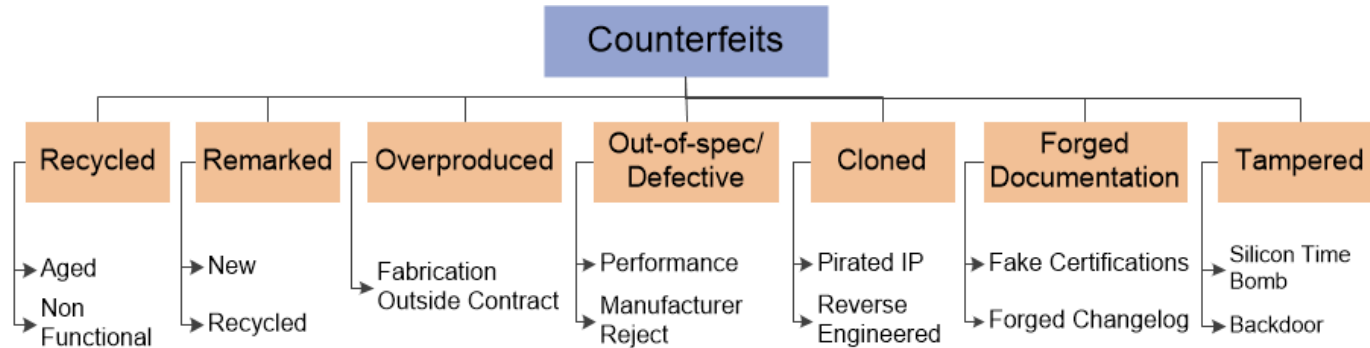 Counterfeits
Recycled
Remarked
Overproduced
Out-of-spec/
Defective
Cloned
Forged
Documentation
Tampered
Aged
Non
Functional
New
Recycled
Fabrication
Outside Contract
Performance
Manufacturer
Reject
Pirated IP
Reverse
Engineered
Fake Certifications
Forged Changelog
Silicon Time
Bomb
Backdoor